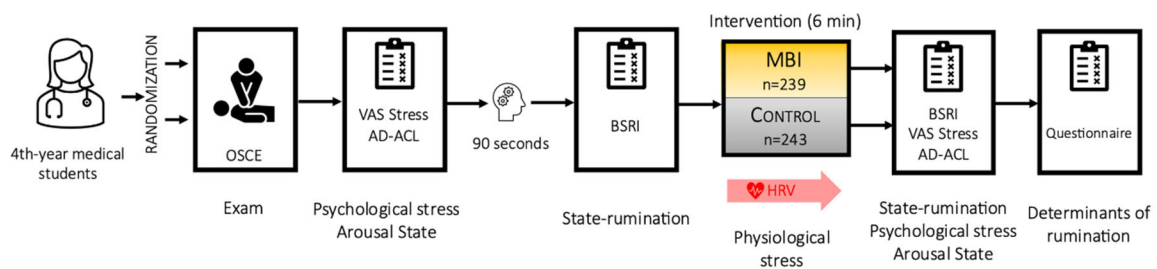 4th-year medical
students
RANDOMIZATION
OSCE
Exam
VAS Stress
AD-ACL
Psychological stress
Arousal State
90 seconds
BSRI
State-rumination
Intervention (6 min)
MBI
n=239
CONTROL
n=243
HRV
Physiological
stress
BSRI
VAS Stress
AD-ACL
State-rumination
Psychological stress
Arousal State
Questionnaire
Determinants of
rumination